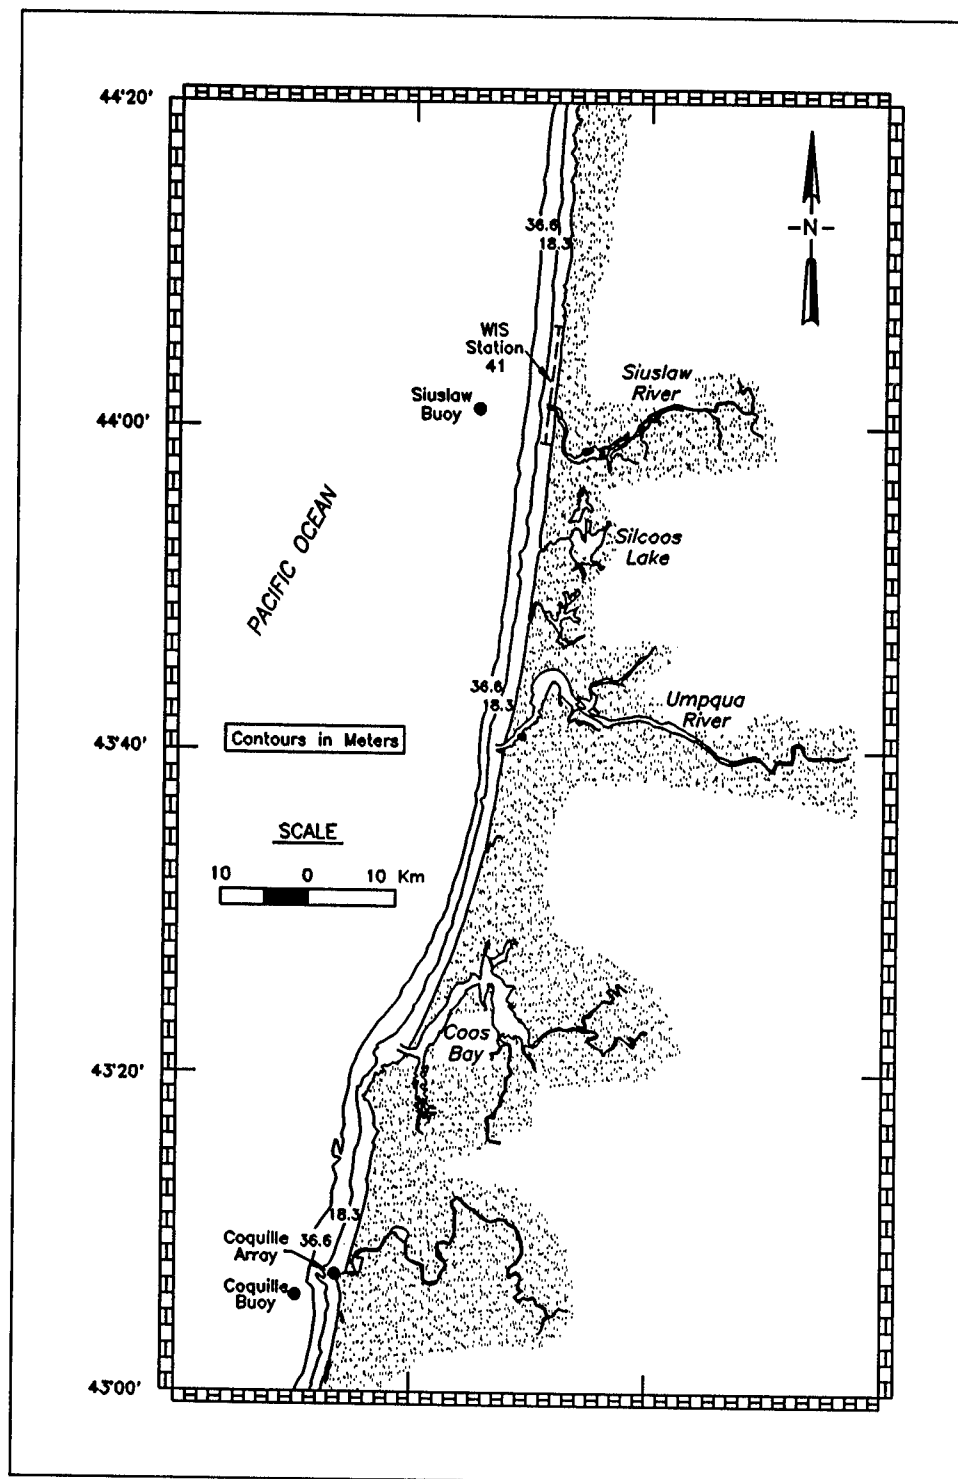 44°20'
36.6
18.3
N
WIS
Station
41
Siuslaw
Buoy
Siuslaw
River
44°00'
PACIFIC OCEAN
Silcoos
Lake
36.6
18.3
Umpqua
River
Contours in Meters
43°40'
SCALE
10 0 10 Km
Coos
Bay
43°20'
18.3
36.6
Coquille
Array
Coquille
Buoy
43°00'